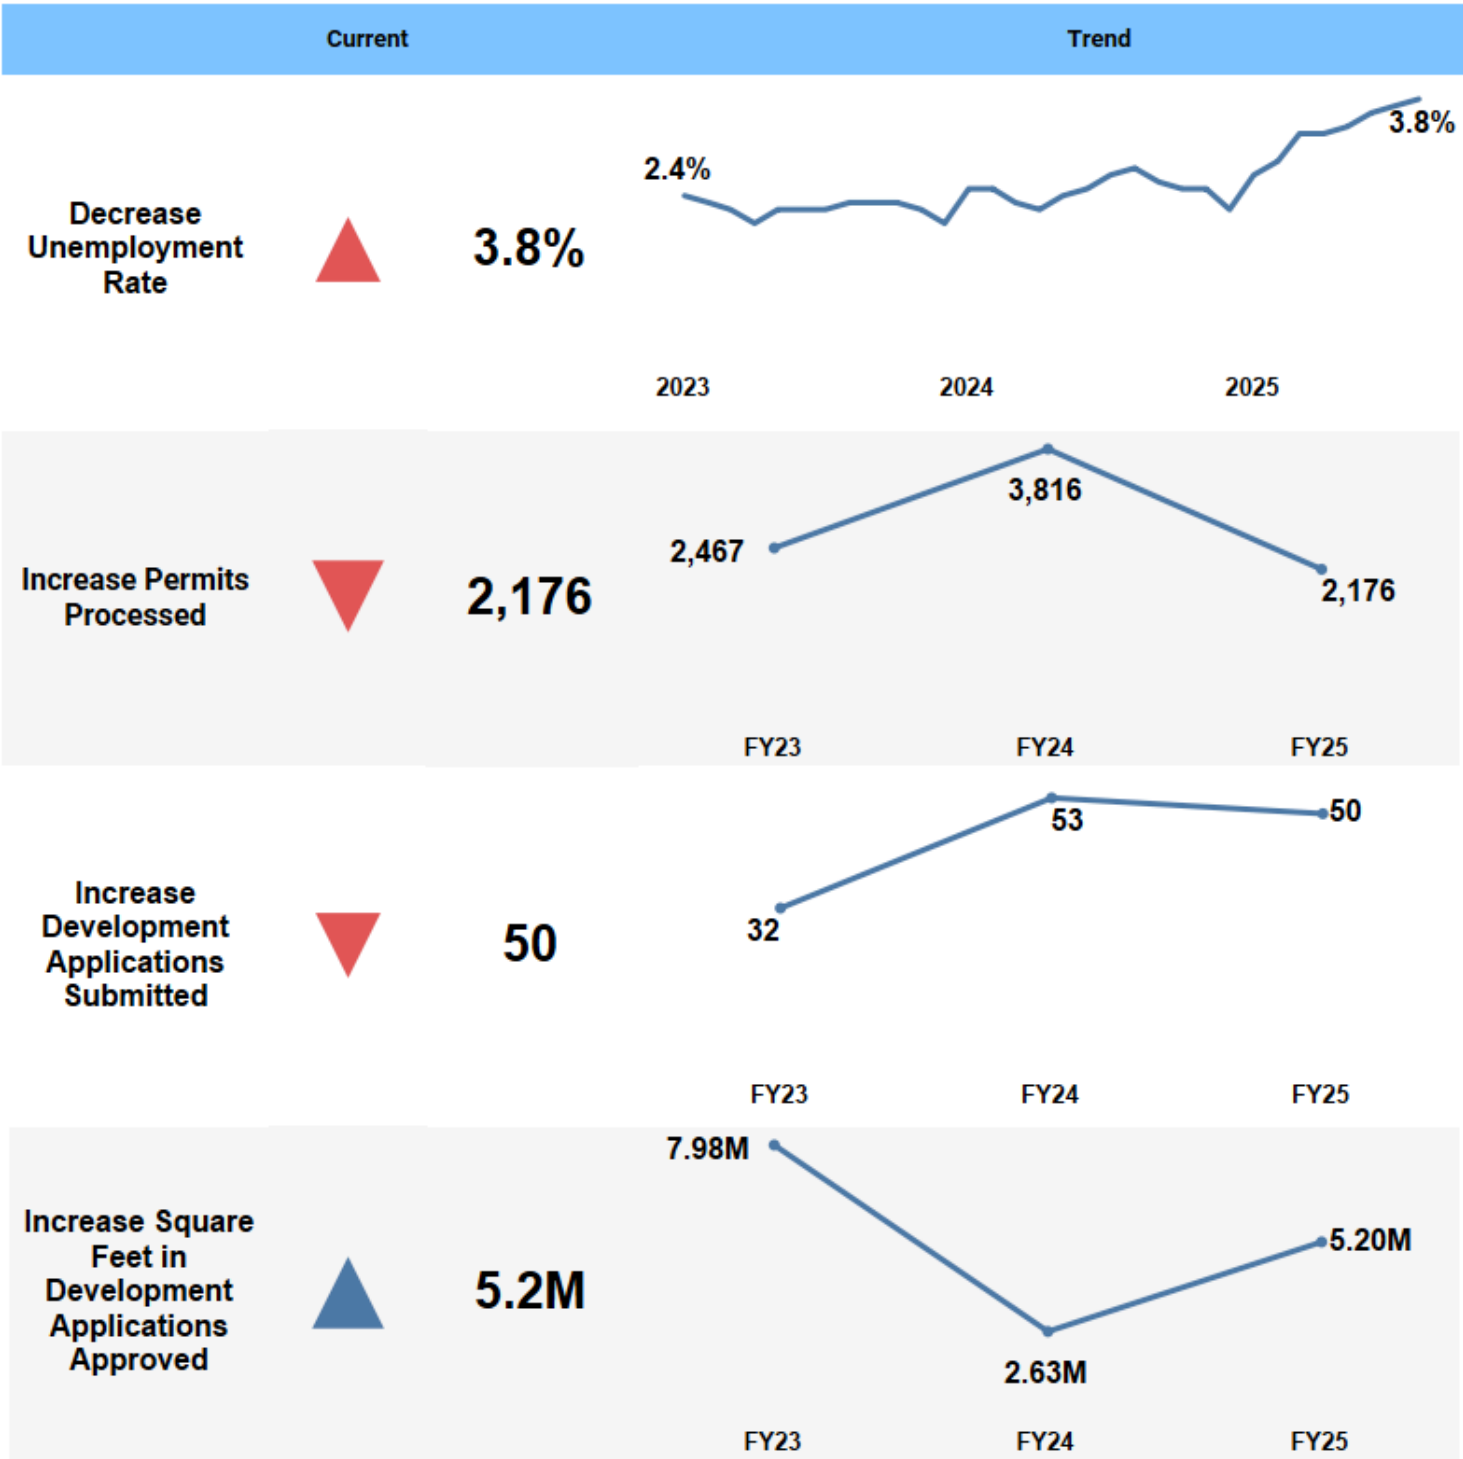 Current
Trend
Decrease
Unemployment
Rate
3.8%
2.4%
3.8%
2023
2024
2025
Increase Permits
Processed
2,176
2,467
3,816
2,176
FY23
FY24
FY25
Increase
Development
Applications
Submitted
50
32
53
50
FY23
FY24
FY25
Increase Square
Feet in
Development
Applications
Approved
5.2M
7.98M
2.63M
5.20M
FY23
FY24
FY25